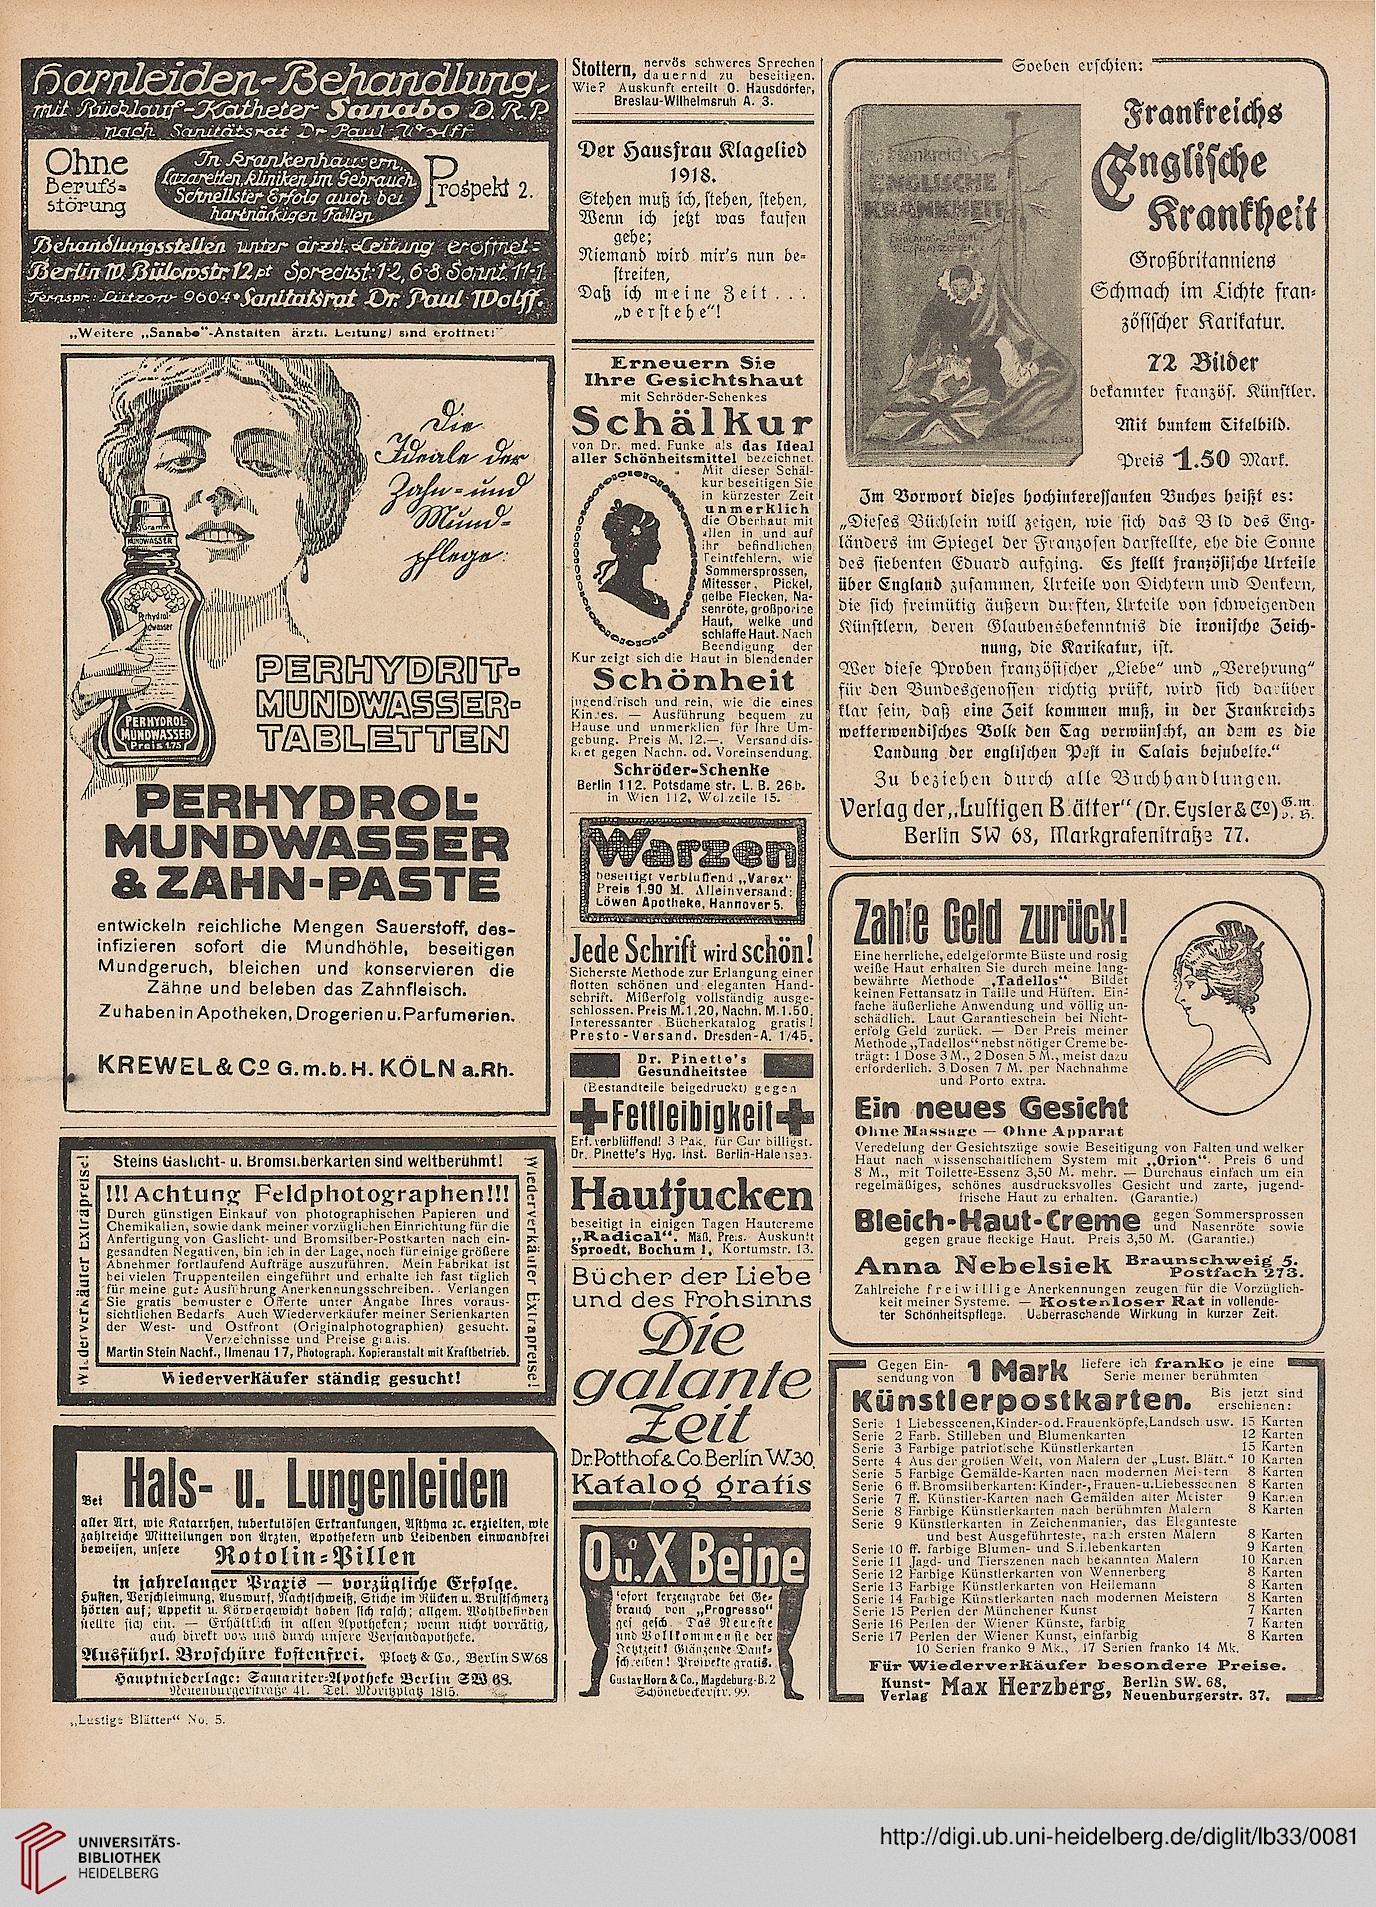 Harnleiden-Behandlung
mit Rücklauf-Katheter Sanabo D.R.P.
nach Sanitätsrat Dr Paul Wolff
Ohne
Berufs=
störung
In Krankenhäusern,
Lazaretten, Kliniken im Gebrauch
Schnellster Erfolg auch bei
hartnäckigen Fällen
Prospekt 2.
Behandlungsstellen unter ärztl. Leitung eröffnet:
Berlin W. Bülowstr. 12 pt Sprechst: 1-2, 6-8 Sonnt. 11-1.
Fernspr: Lützow 9604 • Sanitätsrat Dr. Paul Wolff.
„Weitere „Sanabo“-Anstalten ärztl. Leitung) sind eröffnet!“
Die
Ideale der
Zahn- und
Mund-
pflege:
MUNDWASSER
Perhydrol-
Mundwasser
PERHYDROL-
MUNDWASSER
Preis 1.75
PERHYDRIT-
MUNDWASSER-
TABLETTEN
PERHYDROL-
MUNDWASSER
& ZAHN-PASTE
entwickeln reichliche Mengen Sauerstoff, des-
infizieren sofort die Mundhöhle, beseitigen
Mundgeruch, bleichen und konservieren die
Zähne und beleben das Zahnfleisch.
Zu haben in Apotheken, Drogerien u. Parfumerien.
KREWEL & Co G.m.b.H. KÖLN a.Rh.
Steins Gaslicht- u. Bromsilberkarten sind weltberühmt!
Wiederverkäufer Extrapreise!
!!! Achtung Feldphotographen!!!
Durch günstigen Einkauf von photographischen Papieren und
Chemikalien, sowie dank meiner vorzüglichen Einrichtung für die
Anfertigung von Gaslicht- und Bromsilber-Postkarten nach ein-
gesandten Negativen, bin ich in der Lage, noch für einige größere
Abnehmer fortlaufend Aufträge auszuführen. Mein Fabrikat ist
bei vielen Truppenteilen eingeführt und erhalte ich fast täglich
für meine gute Ausführung Anerkennungsschreiben. Verlangen
Sie gratis bemusterte Offerte unter Angabe Ihres voraus-
sichtlichen Bedarfs. Auch Wiederverkäufer meiner Serienkarten
der West- und Ostfront (Originalphotographien) gesucht.
Verzeichnisse und Preise gratis.
Martin Stein Nachf., Ilmenau 17, Photograph. Kopieranstalt mit Kraftbetrieb.
Wiederverkäufer Extrapreise!
Wiederverkäufer ständig gesucht!
Bei Hals- u. Lungenleiden
aller Art, wie Katarrhen, tuberkulösen Erkrankungen, Asthma ꝛc. erzielten, wie
zahlreiche Mitteilungen von Ärzten, Apothekern und Leidenden einwandfrei
beweisen, unsere Rotolin=Pillen
in jahrelanger Praxis — vorzügliche Erfolge.
Husten, Verschleimung, Auswurf, Nachtschweiß, Stiche im Rücken u. Brustschmerz
hörten auf; Appetit u. Körpergewicht hoben sich rasch; allgem. Wohlbefinden
stellte sich ein. — Erhältlich in allen Apotheken; wenn nicht vorrätig,
auch direkt von uns durch unsere Versandapotheke.
Ausführl. Broschüre kostenfrei. Ploetz & Co., Berlin SW 68
Hauptniederlage: Samariter-Apotheke Berlin SW 68.
Neuenburgerstraße 41. Tel. Moritzplatz 1815.
„Lustige Blätter“ No. 5.
Stottern, nervös schweres Sprechen
dauernd zu beseitigen.
Wie? Auskunft erteilt O. Hausdörfer,
Breslau-Wilhelmsruh A. 3.
Der Hausfrau Klagelied
1918.
Stehen muß ich, stehen, stehen,
Wenn ich jetzt was kaufen
gehe;
Niemand wird mir's nun be=
streiten,
Daß ich meine Zeit ...
„verstehe“!
Erneuern Sie
Ihre Gesichtshaut
mit Schröder-Schenkes
Schälkur
von Dr. med. Funke als das Ideal
aller Schönheitsmittel bezeichnet.
Mit dieser Schäl-
kur beseitigen Sie
in kürzester Zeit
unmerklich
die Oberhaut mit
allen in und auf
ihr befindlichen
Teintfehlern, wie
Sommersprossen,
Mitesser, Pickel,
gelbe Flecken, Na-
senröte, großporige
Haut, welke und
schlaffe Haut. Nach
Beendigung der
Kur zeigt sich die Haut in blendender
Schönheit
jugendfrisch und rein, wie die eines
Kindes. — Ausführung bequem zu
Hause und unmerklich für Ihre Um-
gebung. Preis M. 12.—. Versand dis-
kret gegen Nachn. od. Voreinsendung.
Schröder-Schenke
Berlin 112. Potsdamerstr. L. B. 26b.
in Wien 112, Wollzeile 15.
Warzen
beseitigt verblüffend „Varex“
Preis 1.90 M. Alleinversand:
Löwen Apotheke, Hannover 5.
Jede Schrift wird schön!
Sicherste Methode zur Erlangung einer
flotten schönen und eleganten Hand-
schrift. Mißerfolg vollständig ausge-
schlossen. Preis M. 1.20, Nachn. M. 1.50.
Interessanter Bücherkatalog gratis!
Presto-Versand. Dresden-A. 1/45.
Dr. Pinette's
Gesundheitstee
(Bestandteile beigedruckt) gegen
Fettleibigkeit
Erf. verblüffend! 3 Pak. für Cur billigst.
Dr. Pinette's Hyg. Inst. Berlin-Halensee3.
Hautjucken
beseitigt in einigen Tagen Hautcreme
„Radical“. Mäß. Preis. Auskunft
Sproedt, Bochum 1, Kortumstr. 13.
Bücher der Liebe
und des Frohsinns
Die
galante
Zeit
Dr. Potthof & Co. Berlin W. 30.
Katalog gratis
O u. X Beine
sofort kerzengrade bei Ge-
brauch von „Progresso“
ges gesch. Das Neueste
und Vollkommenste der
Jetztzeit! Glänzende Dank-
schreiben! Prospekte gratis.
Gustav Horn & Co., Magdeburg-B. 2
Schönebeckerstr. 99.
Soeben erschien:
Frankreich's
ENGLISCHE
KRANKHEIT
Frankreichs
Englische
Krankheit
Großbritanniens
Schmach im Lichte fran=
zösischer Karikatur.
72 Bilder
bekannter französ. Künstler.
Mit buntem Titelbild.
Preis 1.50 Mark.
Im Vorwort dieses hochinteressanten Buches heißt es:
„Dieses Büchlein will zeigen, wie sich das Bild des Eng-
länders im Spiegel der Franzosen darstellte, ehe die Sonne
des siebenten Eduard aufging. Es stellt französische Urteile
über England zusammen, Urteile von Dichtern und Denkern,
die sich freimütig äußern durften, Urteile von schweigenden
Künstlern, deren Glaubensbekenntnis die ironische Zeich-
nung, die Karikatur, ist.
Wer diese Proben französischer „Liebe“ und „Verehrung“
für den Bundesgenossen richtig prüft, wird sich darüber
klar sein, daß eine Zeit kommen muß, in der Frankreichs
wetterwendisches Volk den Tag verwünscht, an dem es die
Landung der englischen Pest in Calais bejubelte.“
Zu beziehen durch alle Buchhandlungen.
Verlag der „Lustigen Blätter“ (Dr. Eysler & Co) G.m.b.H.
Berlin SW 68, Markgrafenstraße 77.
Zahle Geld zurück!
Eine herrliche, edelgeformte Büste und rosig
weiße Haut erhalten Sie durch meine lang-
bewährte Methode „Tadellos“ Bildet
keinen Fettansatz in Taille und Hüften. Ein-
fache äußerliche Anwendung und völlig un-
schädlich. Laut Garantieschein bei Nicht-
erfolg Geld zurück. — Der Preis meiner
Methode „Tadellos“ nebst nötiger Creme be-
trägt: 1 Dose 3 M., 2 Dosen 5 M., meist dazu
erforderlich. 3 Dosen 7 M. per Nachnahme
und Porto extra.
Ein neues Gesicht
Ohne Massage — Ohne Apparat
Veredelung der Gesichtszüge sowie Beseitigung von Falten und welker
Haut nach wissenschaftlichem System mit „Orion“. Preis 6 und
8 M., mit Toilette-Essenz 3,50 M. mehr. — Durchaus einfach um ein
regelmäßiges, schönes ausdrucksvolles Gesicht und zarte, jugend-
frische Haut zu erhalten. (Garantie.)
Bleich-Haut-Creme gegen Sommersprossen
und Nasenröte sowie
gegen graue fleckige Haut. Preis 3,50 M. (Garantie.)
Anna Nebelsiek Braunschweig 5.
Postfach 273.
Zahlreiche freiwillige Anerkennungen zeugen für die Vorzüglich-
keit meiner Systeme. — Kostenloser Rat in vollende-
ter Schönheitspflege. Ueberraschende Wirkung in kurzer Zeit.
Gegen Ein-
sendung von 1 Mark liefere ich franko je eine
Serie meiner berühmten
Künstlerpostkarten. Bis jetzt sind
erschienen:
Serie 1 Liebesscenen, Kinder- od. Frauenköpfe, Landsch. usw. 15 Karten
Serie 2 Farb. Stilleben und Blumenkarten 12 Karten
Serie 3 Farbige patriotische Künstlerkarten 15 Karten
Serie 4 Aus der großen Welt, von Malern der „Lust. Blätt.“ 10 Karten
Serie 5 Farbige Gemälde-Karten nach modernen Meistern 8 Karten
Serie 6 ff. Bromsilberkarten: Kinder-, Frauen- u. Liebesscenen 8 Karten
Serie 7 ff. Künstler-Karten nach Gemälden alter Meister 9 Karten
Serie 8 Farbige Künstlerkarten nach berühmten Malern 8 Karten
Serie 9 Künstlerkarten in Zeichenmanier, das Eleganteste
und best Ausgeführteste, nach ersten Malern 8 Karten
Serie 10 ff. farbige Blumen- und Stillebenkarten 9 Karten
Serie 11 Jagd- und Tierszenen nach bekannten Malern 10 Karten
Serie 12 Farbige Künstlerkarten von Wennerberg 8 Karten
Serie 13 Farbige Künstlerkarten von Heilemann 8 Karten
Serie 14 Farbige Künstlerkarten nach modernen Meistern 8 Karten
Serie 15 Perlen der Münchener Kunst 7 Karten
Serie 16 Perlen der Wiener Künste, farbig 7 Karten
Serie 17 Perlen der Wiener Kunst, einfarbig 8 Karten
10 Serien franko 9 Mk., 17 Serien franko 14 Mk.
Für Wiederverkäufer besondere Preise.
Kunst-
Verlag Max Herzberg, Berlin SW. 68,
Neuenburgerstr. 37.
UNIVERSITÄTS-
BIBLIOTHEK
HEIDELBERG
http://digi.ub.uni-heidelberg.de/diglit/lb33/0081